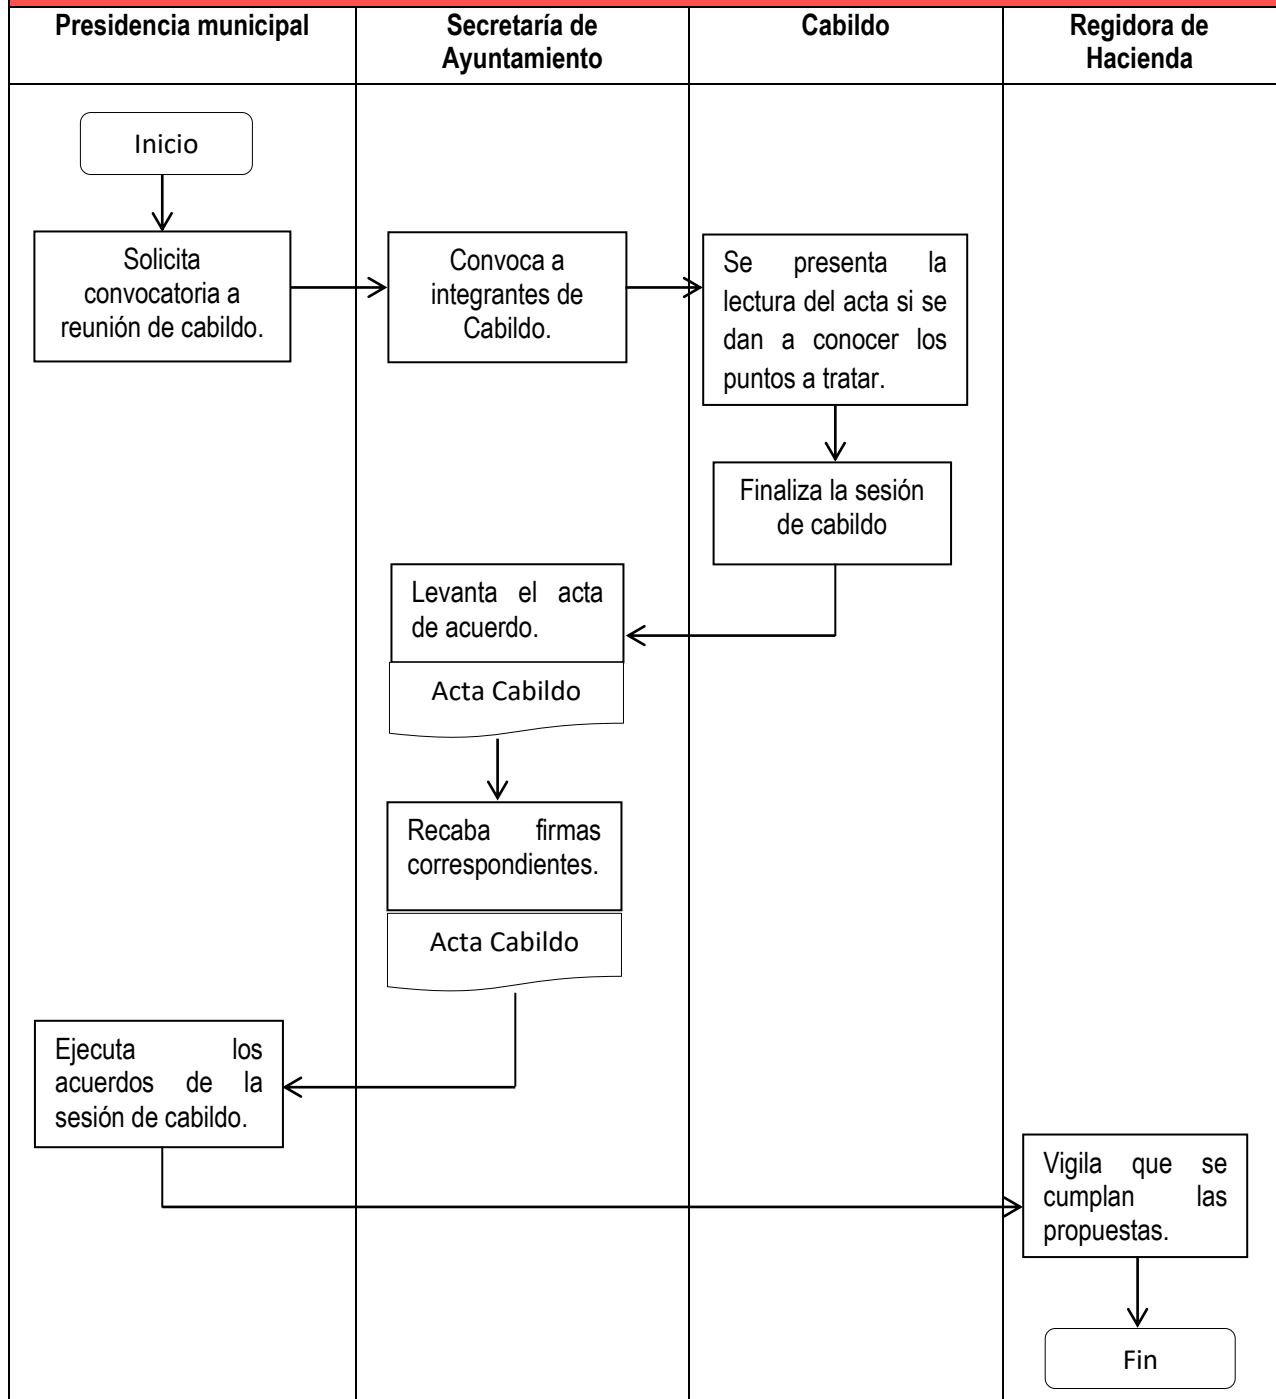 Presidencia municipal
Secretaría de
Ayuntamiento
Cabildo
Regidora de
Hacienda
Inicio
Solicita
convocatoria a
reunión de cabildo.
Convoca a
integrantes de
Cabildo.
Se presenta la
lectura del acta si se
dan a conocer los
puntos a tratar.
Finaliza la sesión
de cabildo
Levanta el acta
de acuerdo.
Acta Cabildo
Recaba firmas
correspondientes.
Acta Cabildo
Ejecuta los
acuerdos de la
sesión de cabildo.
Vigila que se
cumplan las
propuestas.
Fin